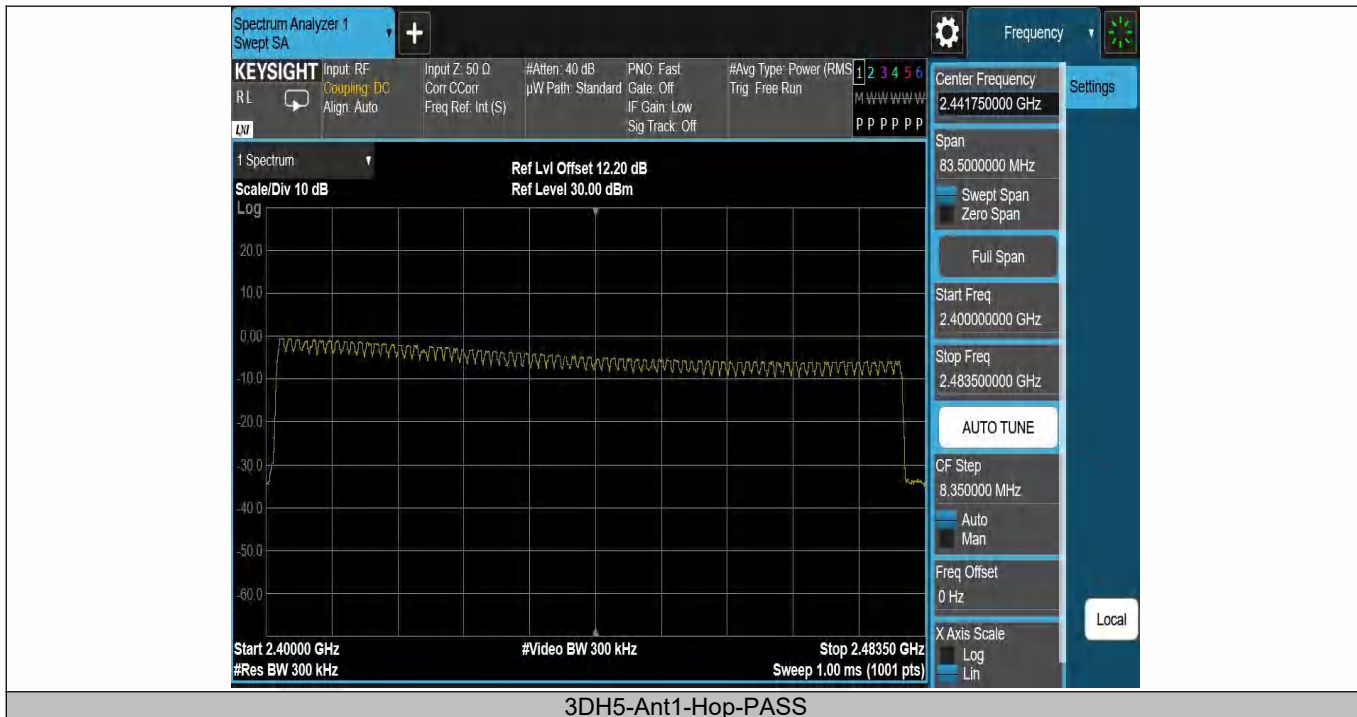 Spectrum Analyzer 1
Swept SA
+
Frequency
KEYSIGHT
R L
LXI
Input: RF
Coupling: DC
Align: Auto
Input Z: 50 Ω
Corr CCorr
Freq Ref: Int (S)
#Atten: 40 dB
µW Path: Standard
PNO: Fast
Gate: Off
IF Gain: Low
Sig Track: Off
#Avg Type: Power (RMS
Trig: Free Run
1 2 3 4 5 6
M W W W W W
P P P P P P
Center Frequency
2.441750000 GHz
Settings
Span
83.5000000 MHz
Swept Span
Zero Span
Full Span
Start Freq
2.400000000 GHz
Stop Freq
2.483500000 GHz
AUTO TUNE
CF Step
8.350000 MHz
Auto
Man
Freq Offset
0 Hz
X Axis Scale
Log
Lin
Local
1 Spectrum
Scale/Div 10 dB
Ref Lvl Offset 12.20 dB
Ref Level 30.00 dBm
Log
20.0
10.0
0.00
-10.0
-20.0
-30.0
-40.0
-50.0
-60.0
Start 2.40000 GHz
#Video BW 300 kHz
Stop 2.48350 GHz
#Res BW 300 kHz
Sweep 1.00 ms (1001 pts)
3DH5-Ant1-Hop-PASS